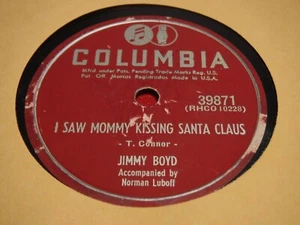 COLUMBIA
Mfrd under Pats. Pending Trade Marks Reg. U.S.
Pat. Off. Marcas Registradas Made in U.S.A.
39871
(RHCO 10228)
I SAW MOMMY KISSING SANTA CLAUS
- T. Connor -
JIMMY BOYD
Accompanied by
Norman Luboff